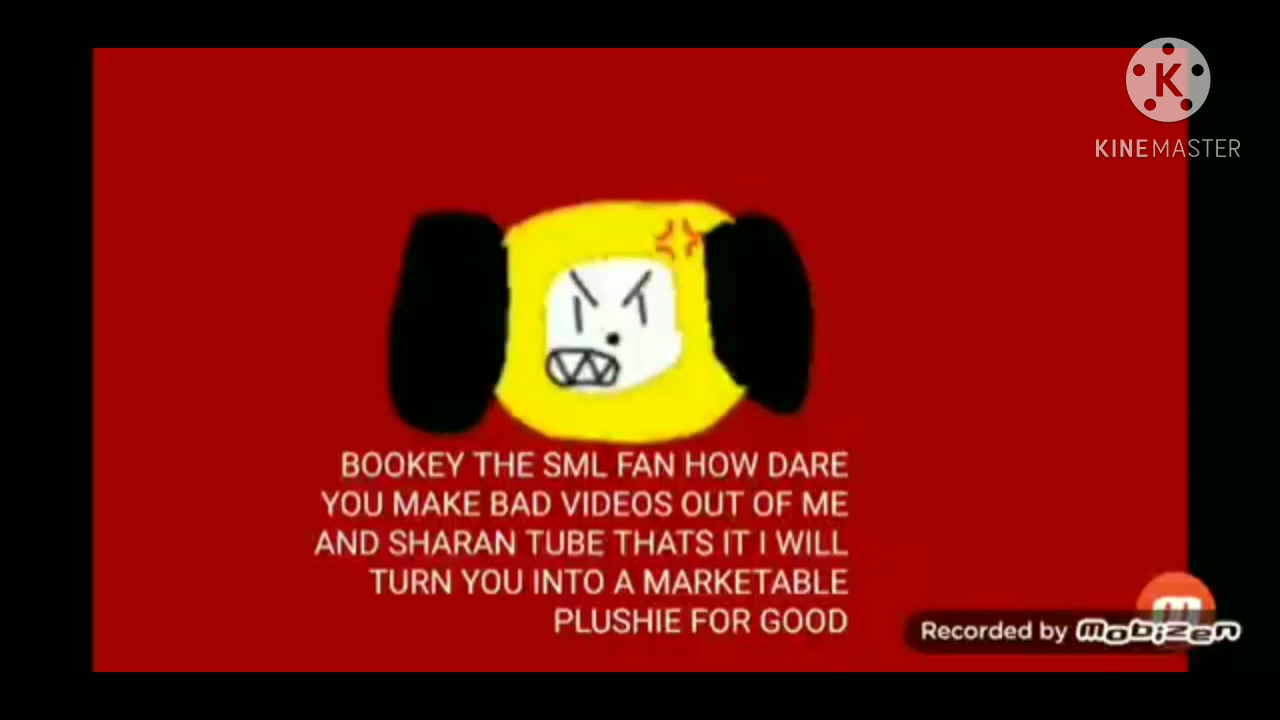 K
KINEMASTER
BOOKEY THE SML FAN HOW DARE
YOU MAKE BAD VIDEOS OUT OF ME
AND SHARAN TUBE THATS IT I WILL
TURN YOU INTO A MARKETABLE
PLUSHIE FOR GOOD
Recorded by mobizen